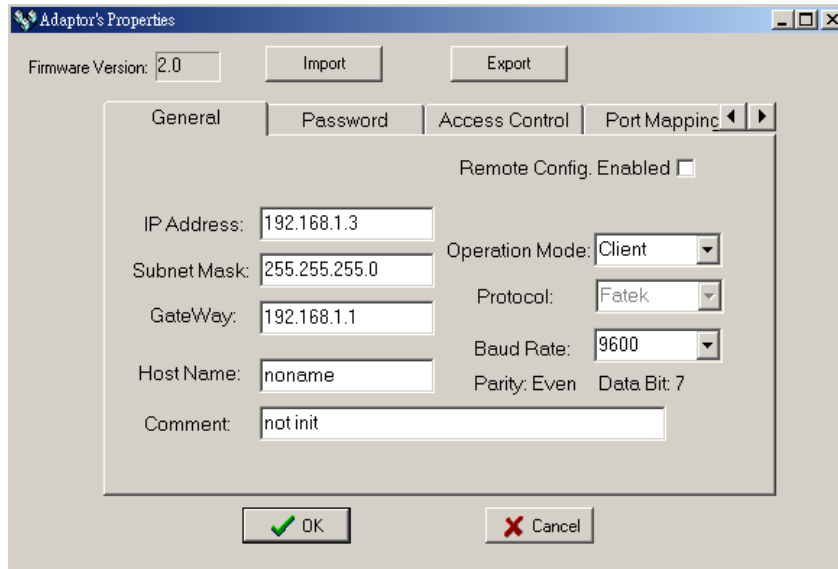 Adaptor's Properties
Firmware Version: 2.0
Import
Export
General
Password
Access Control
Port Mapping
Remote Config. Enabled
IP Address: 192.168.1.3
Operation Mode: Client
Subnet Mask: 255.255.255.0
Protocol: Fatek
GateWay: 192.168.1.1
Baud Rate: 9600
Host Name: noname
Parity: Even Data Bit: 7
Comment: not init
OK
Cancel